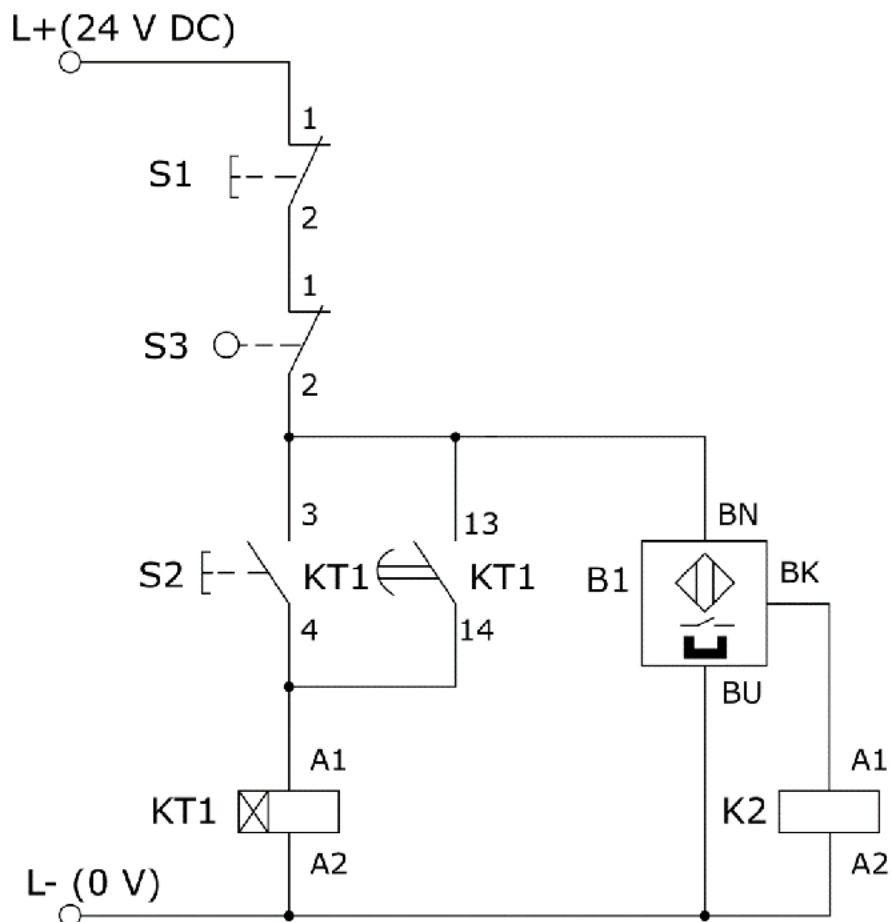 L+(24 V DC)
1
S1
2
1
S3
2
3
13
BN
S2
KT1
KT1
B1
BK
4
14
BU
A1
A1
KT1
K2
A2
A2
L- (0 V)